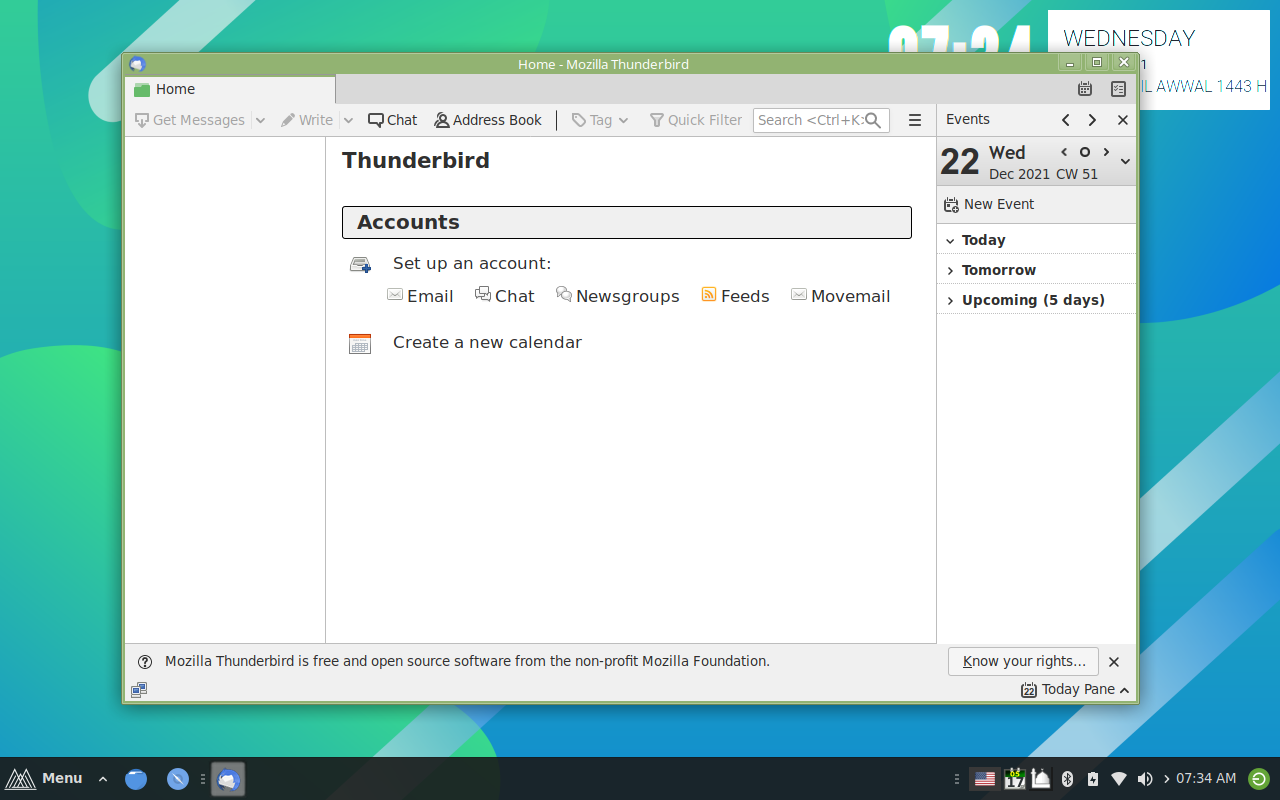 WEDNESDAY
IL AWWAL 1443 H
Home - Mozilla Thunderbird
Home
Get Messages Write Chat Address Book Tag Quick Filter Search <Ctrl+K>
Events
22 Wed
Dec 2021 CW 51
New Event
Today
Tomorrow
Upcoming (5 days)
Thunderbird
Accounts
Set up an account:
Email Chat Newsgroups Feeds Movemail
Create a new calendar
Mozilla Thunderbird is free and open source software from the non-profit Mozilla Foundation.
Know your rights...
22 Today Pane
Menu
05
17
07:34 AM